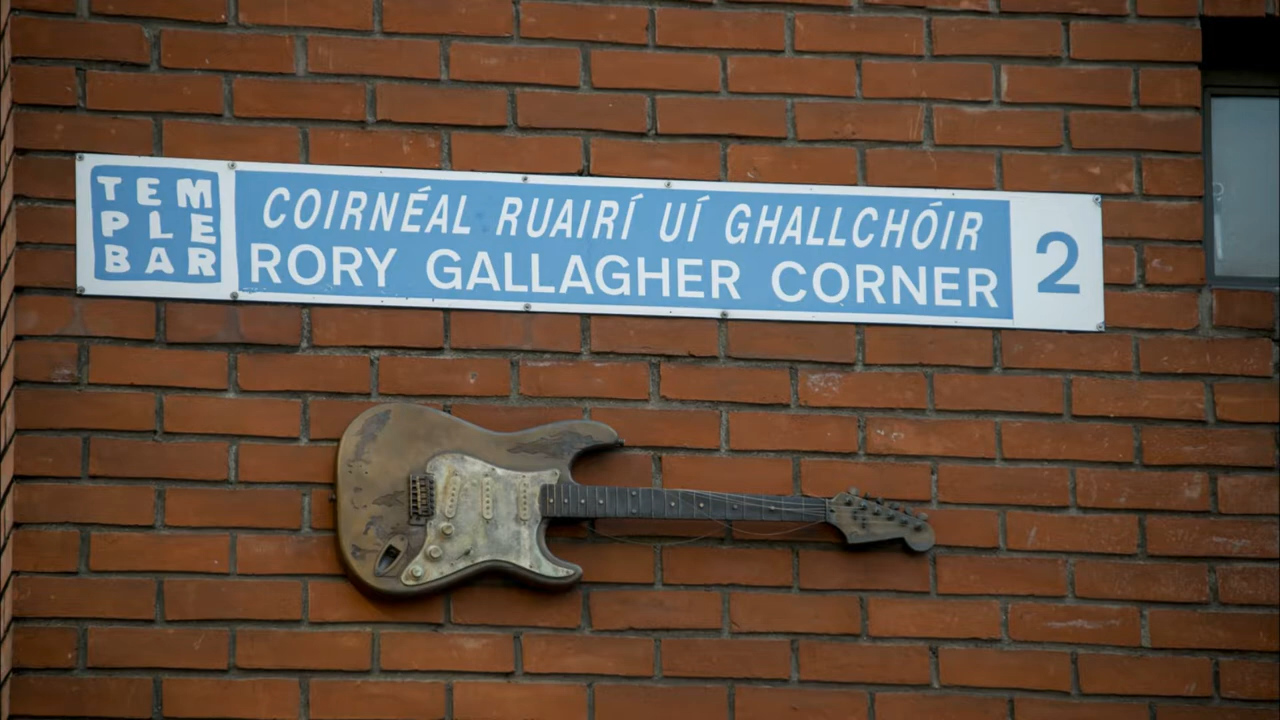 TEM
PLE
BAR
COIRNÉAL RUAIRÍ UÍ GHALLCHÓIR
RORY GALLAGHER CORNER
2